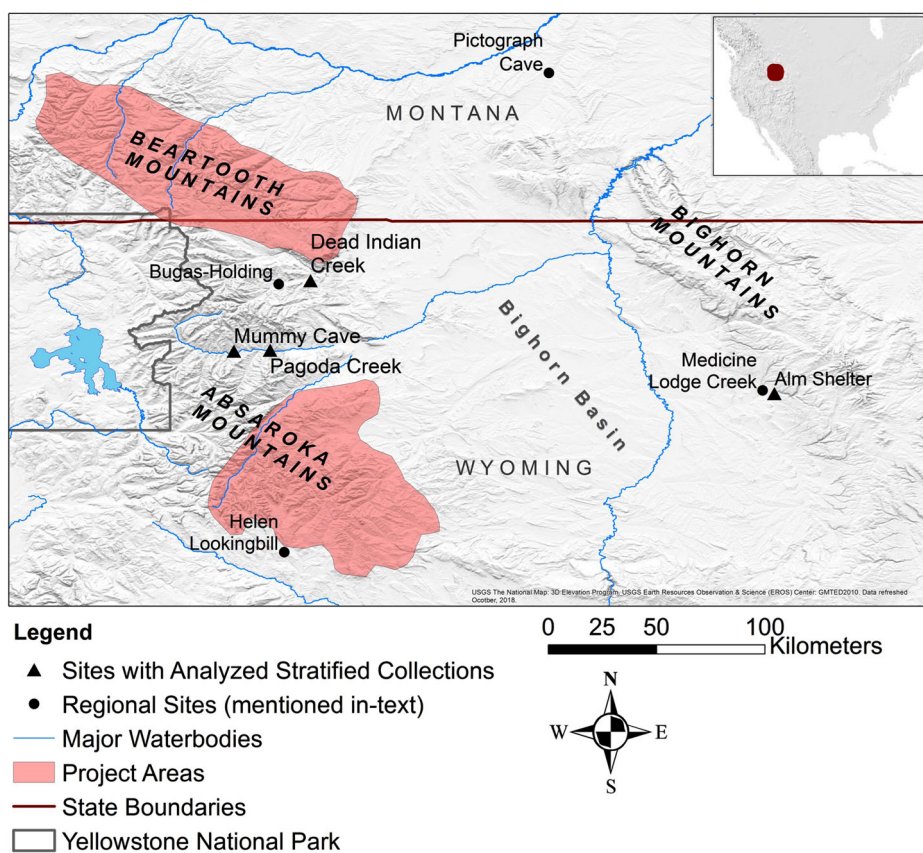 Pictograph
Cave
MONTANA
BEARTOOTH
MOUNTAINS
BIGHORN
MOUNTAINS
Dead Indian
Creek
Bugas-Holding
Mummy Cave
Pagoda Creek
Bighorn Basin
Medicine
Lodge Creek
Alm Shelter
ABSAROKA
MOUNTAINS
WYOMING
Helen
Lookingbill
USGS The National Map: 3D Elevation Program. USGS Earth Resources Observation & Science (EROS) Center: GMTED2010. Data refreshed
Ocotber, 2018.
Legend
Sites with Analyzed Stratified Collections
Regional Sites (mentioned in-text)
Major Waterbodies
Project Areas
State Boundaries
Yellowstone National Park
0 25 50 100
Kilometers
N
W E
S